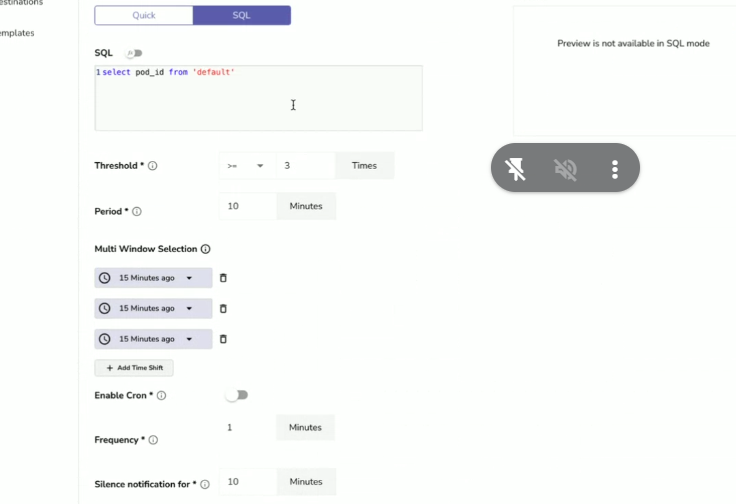 Quick SQL
SQL
1 select pod_id from 'default'
Threshold * >= 3 Times
Period * 10 Minutes
Multi Window Selection
15 Minutes ago
15 Minutes ago
15 Minutes ago
+ Add Time Shift
Enable Cron *
Frequency * 1 Minutes
Silence notification for * 10 Minutes
Preview is not available in SQL mode